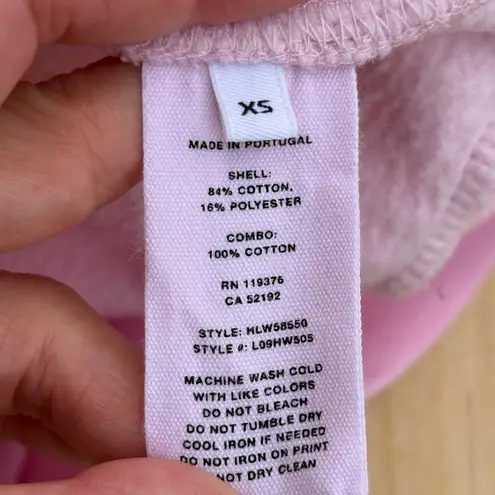 XS
MADE IN PORTUGAL
SHELL:
84% COTTON,
16% POLYESTER
COMBO:
100% COTTON
RN 119376
CA 52192
STYLE: HLW58550
STYLE #: L09HW505
MACHINE WASH COLD
WITH LIKE COLORS
DO NOT BLEACH
DO NOT TUMBLE DRY
COOL IRON IF NEEDED
DO NOT IRON ON PRINT
NOT DRY CLEAN